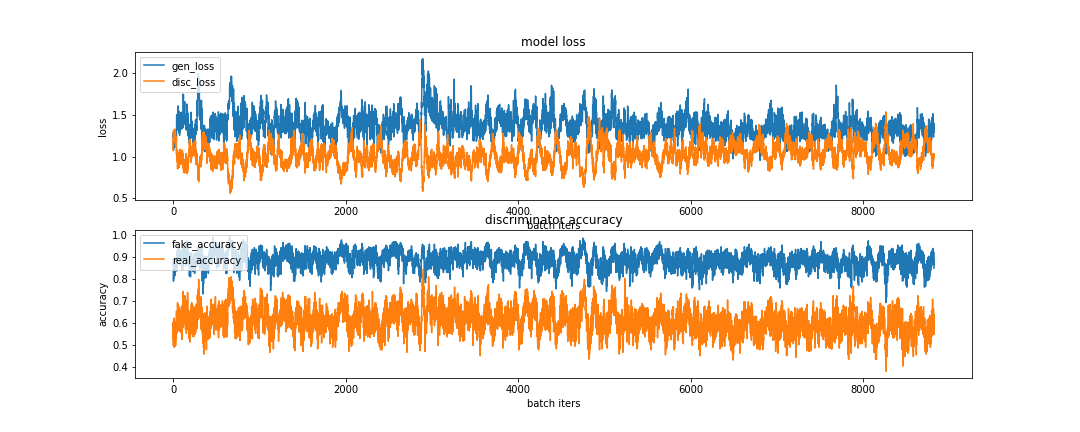 model loss
gen_loss
disc_loss
loss
2.0
1.5
1.0
0.5
0
2000
4000
6000
8000
batch iters
discriminator accuracy
fake_accuracy
real_accuracy
accuracy
1.0
0.9
0.8
0.7
0.6
0.5
0.4
0
2000
4000
6000
8000
batch iters